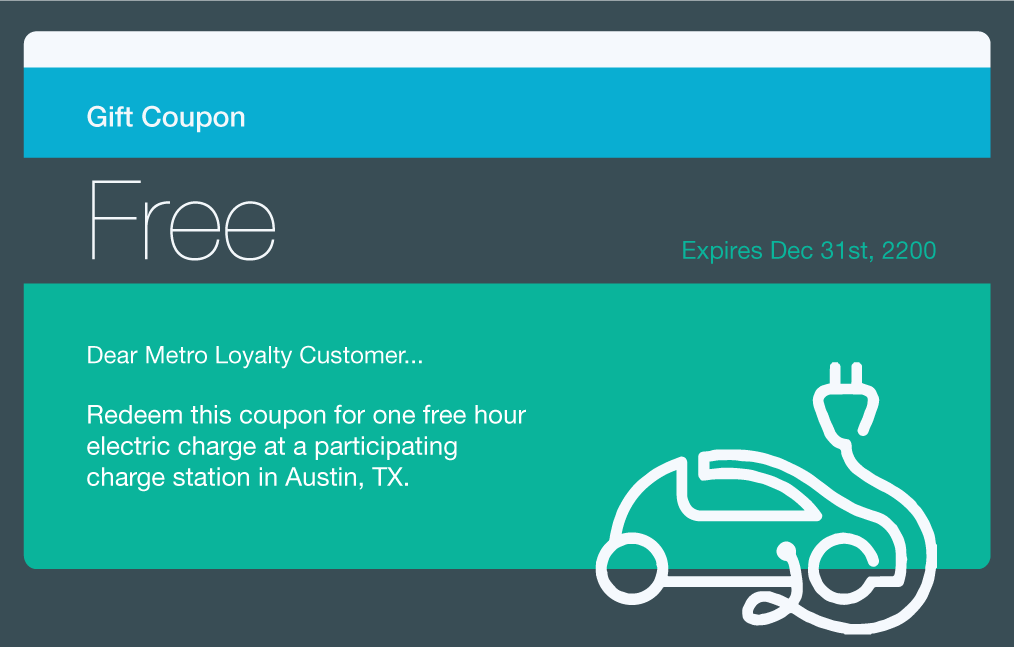 Gift Coupon
Free
Expires Dec 31st, 2200
Dear Metro Loyalty Customer...
Redeem this coupon for one free hour
electric charge at a participating
charge station in Austin, TX.